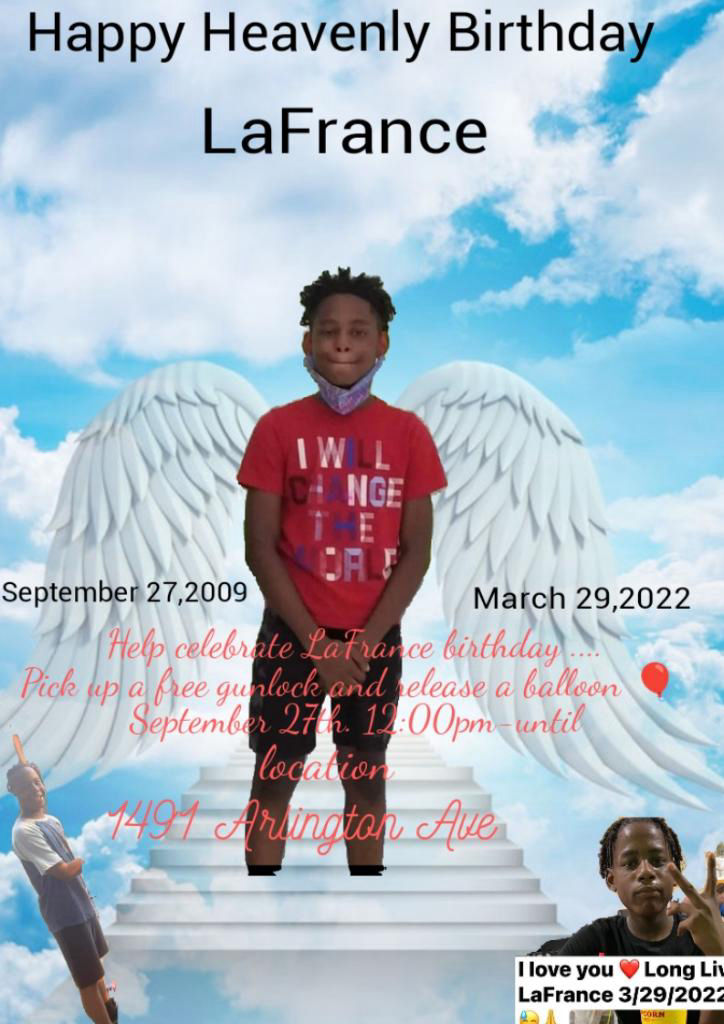 Happy Heavenly Birthday
LaFrance
I WILL
CHANGE
THE
WORLD
September 27,2009
March 29,2022
Help celebrate LaFrance birthday ....
Pick up a free gunlock and release a balloon 🎈
September 27th. 12:00pm-until
location
1491 Arlington Ave
I love you ❤️ Long Liv
LaFrance 3/29/2022
😓🙏
CORN